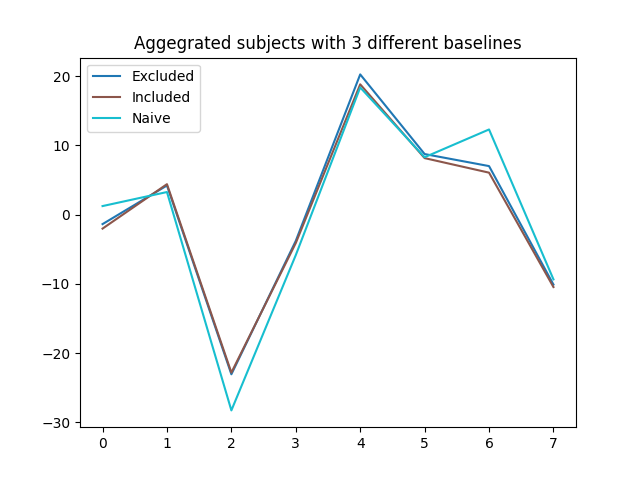 Aggegrated subjects with 3 different baselines
Excluded
Included
Naive
20
10
0
−10
−20
−30
0 1 2 3 4 5 6 7